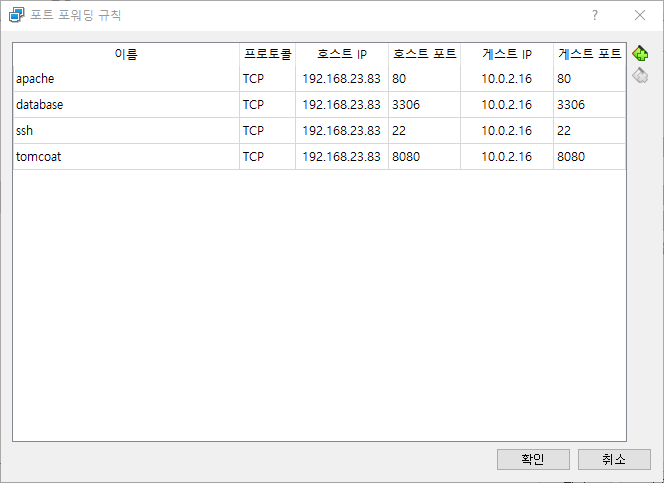 포트 포워딩 규칙
이름 프로토콜 호스트 IP 호스트 포트 게스트 IP 게스트 포트
apache TCP 192.168.23.83 80 10.0.2.16 80
database TCP 192.168.23.83 3306 10.0.2.16 3306
ssh TCP 192.168.23.83 22 10.0.2.16 22
tomcoat TCP 192.168.23.83 8080 10.0.2.16 8080
확인 취소